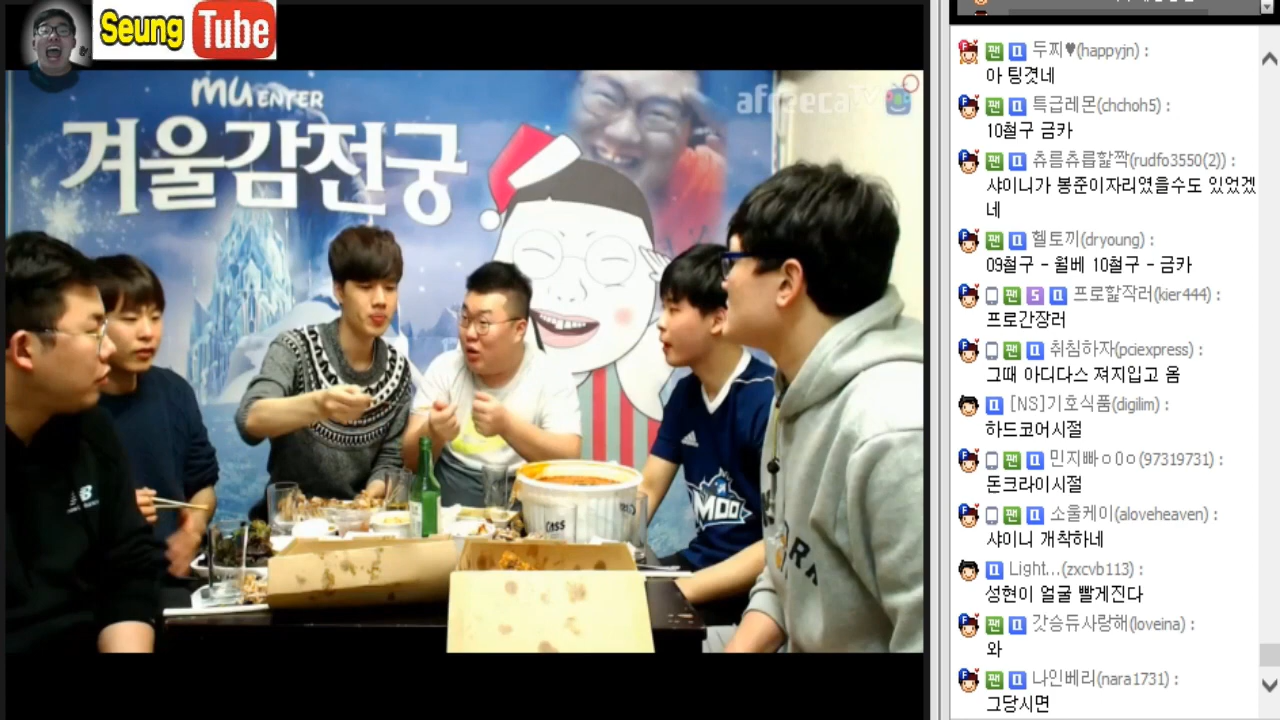 Seung Tube
MU ENTER
겨울감전궁
afreecaTV
CASS
MOO
두찌♥(happyjn) :
아 팅겻네
특급레몬(chchoh5) :
10철구 금카
츄름츄릅핥짝(rudfo3550(2)) :
샤이니가 봉준이자리였을수도 있었겠
네
헬토끼(dryoung) :
09철구 - 월베 10철구 - 금카
프로핥작러(kier444) :
프로간장러
취침하자(pciexpress) :
그때 아디다스 져지입고 옴
[NS]기호식품(digilim) :
하드코어시절
민지빠ㅇ0ㅇ(97319731) :
돈크라이시절
소울케이(aloveheaven) :
샤이니 개착하네
Light...(zxcvb113) :
성현이 얼굴 빨게진다
갓승듀사랑해(loveina) :
와
나인베리(nara1731) :
그당시면